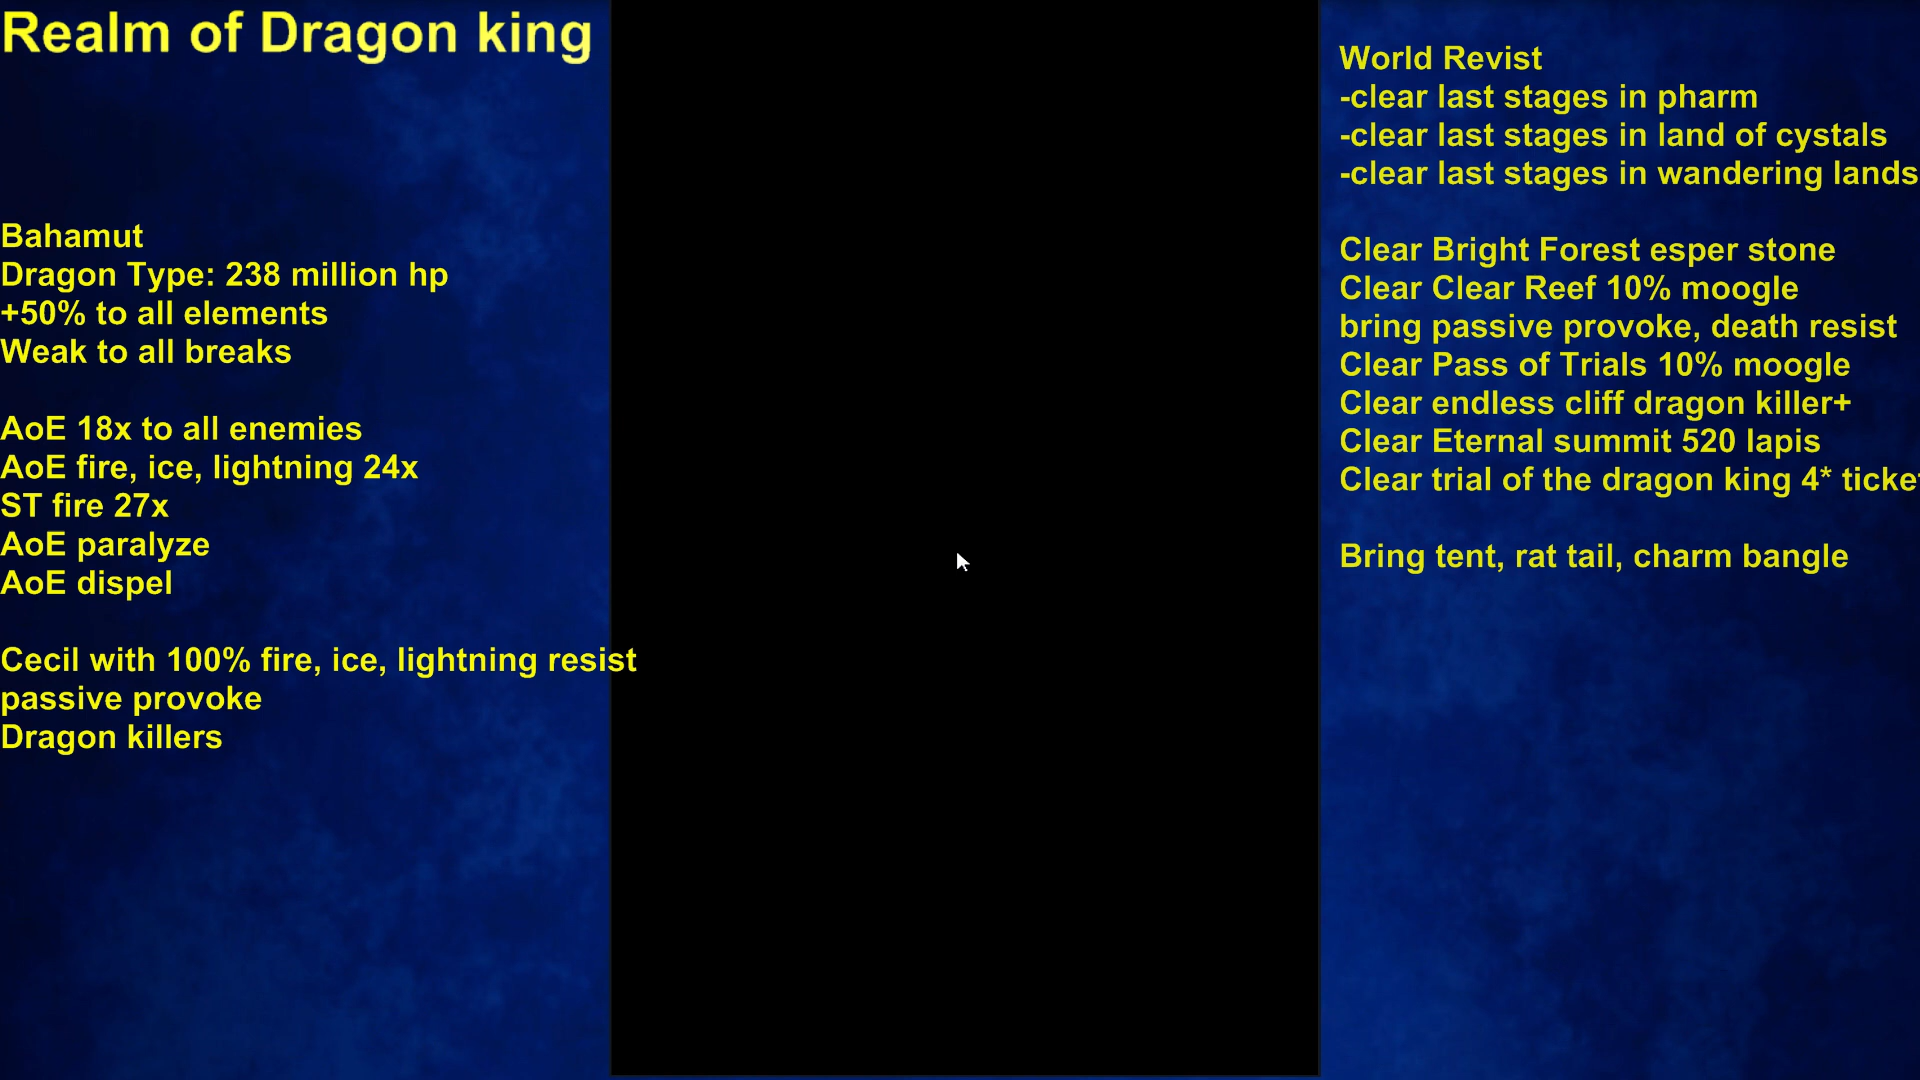 Realm of Dragon king
Bahamut
Dragon Type: 238 million hp
+50% to all elements
Weak to all breaks
AoE 18x to all enemies
AoE fire, ice, lightning 24x
ST fire 27x
AoE paralyze
AoE dispel
Cecil with 100% fire, ice, lightning resist
passive provoke
Dragon killers
World Revist
-clear last stages in pharm
-clear last stages in land of cystals
-clear last stages in wandering lands
Clear Bright Forest esper stone
Clear Clear Reef 10% moogle
bring passive provoke, death resist
Clear Pass of Trials 10% moogle
Clear endless cliff dragon killer+
Clear Eternal summit 520 lapis
Clear trial of the dragon king 4*
Bring tent, rat tail, charm bangle